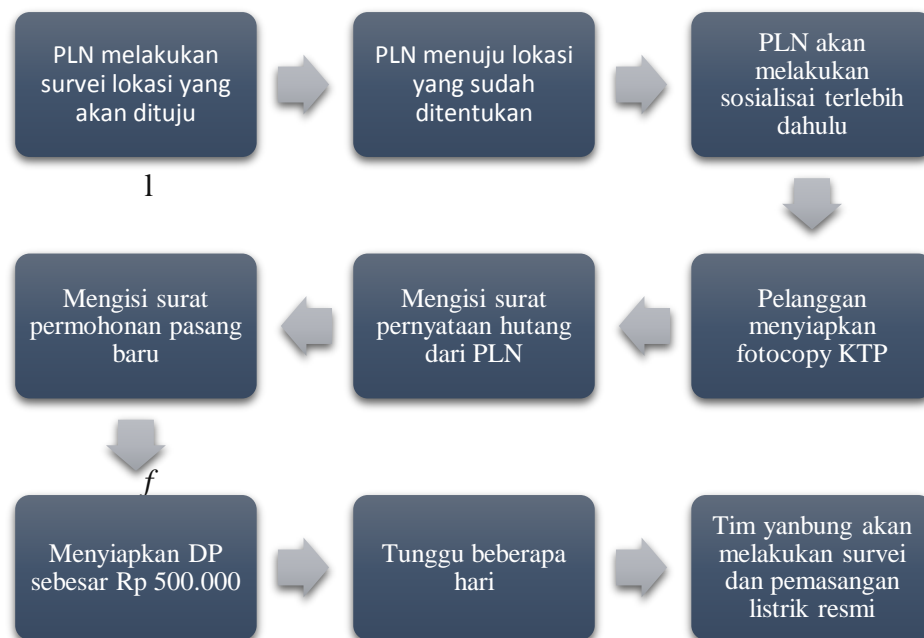 PLN melakukan
survei lokasi yang
akan dituju
PLN menuju lokasi
yang sudah
ditentukan
PLN akan
melakukan
sosialisai terlebih
dahulu
l
Pelanggan
menyiapkan
fotocopy KTP
Mengisi surat
pernyataan hutang
dari PLN
Mengisi surat
permohonan pasang
baru
f
Menyiapkan DP
sebesar Rp 500.000
Tunggu beberapa
hari
Tim yanbung akan
melakukan survei
dan pemasangan
listrik resmi